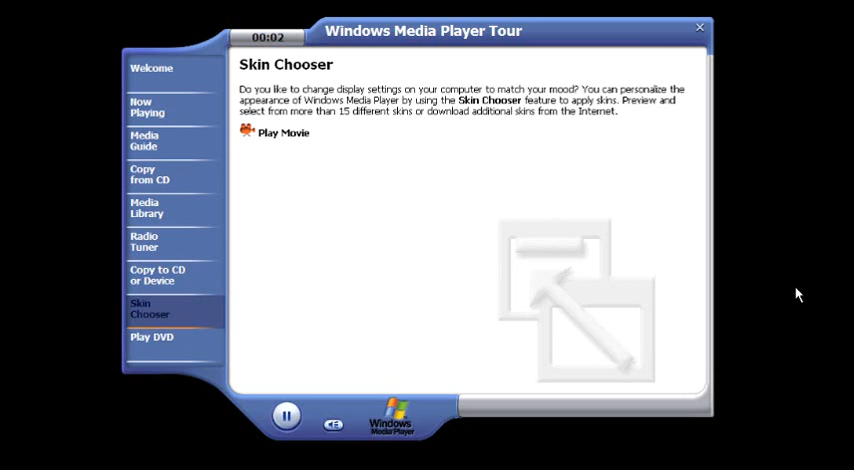 00:02
Windows Media Player Tour
Welcome
Now
Playing
Media
Guide
Copy
from CD
Media
Library
Radio
Tuner
Copy to CD
or Device
Skin
Chooser
Play DVD
Skin Chooser
Do you like to change display settings on your computer to match your mood? You can personalize the
appearance of Windows Media Player by using the Skin Chooser feature to apply skins. Preview and
select from more than 15 different skins or download additional skins from the Internet.
Play Movie
Windows
Media Player